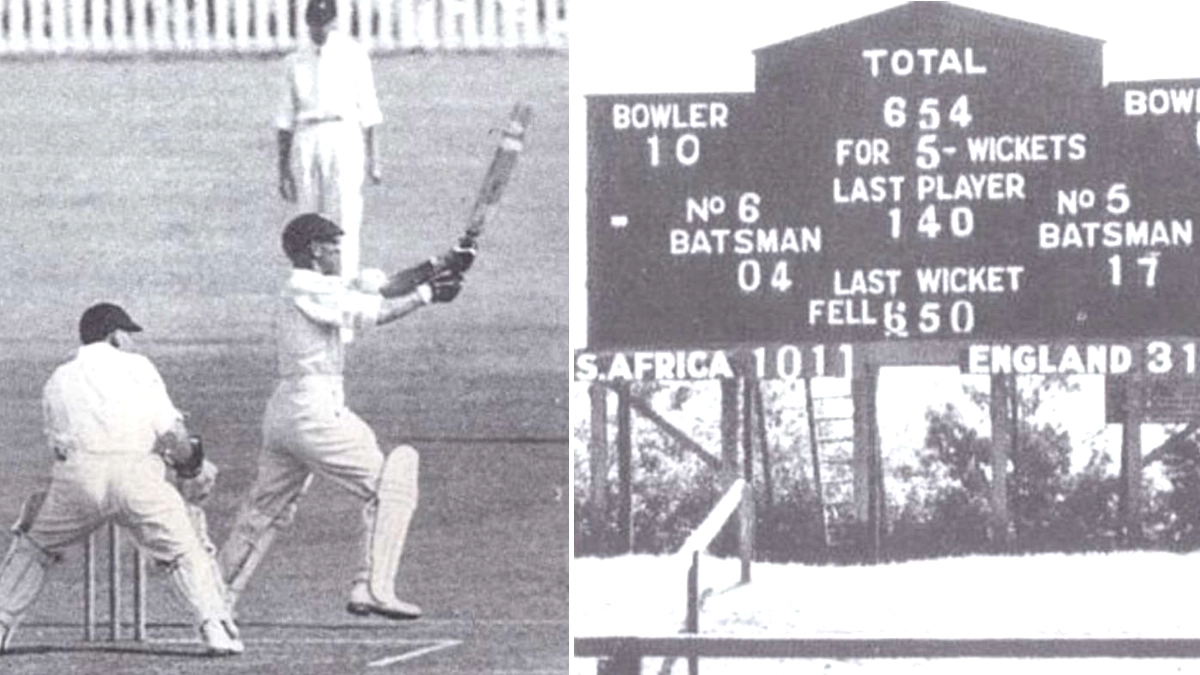 TOTAL
654
FOR 5- WICKETS
LAST PLAYER
140
LAST WICKET
FELL 650
BOWLER
10
-
No 6
BATSMAN
04
BOWL
No 5
BATSMAN
17
S.AFRICA 1011
ENGLAND 31